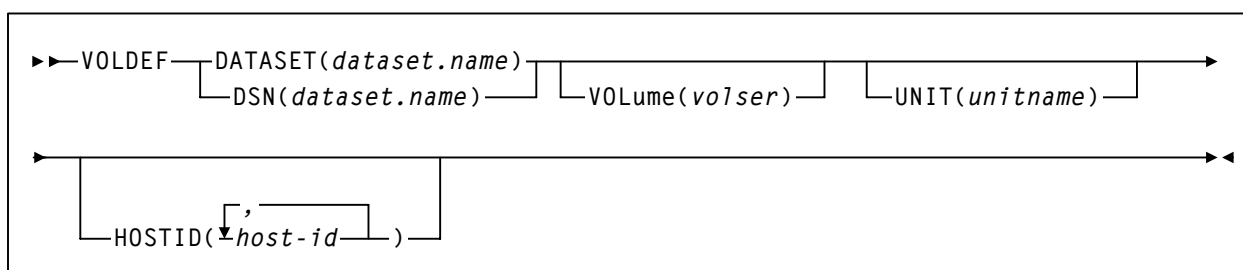 VOLDEF DATASET(dataset.name)
DSN(dataset.name) VOLume(volser) UNIT(unitname)
,
HOSTID( host-id )